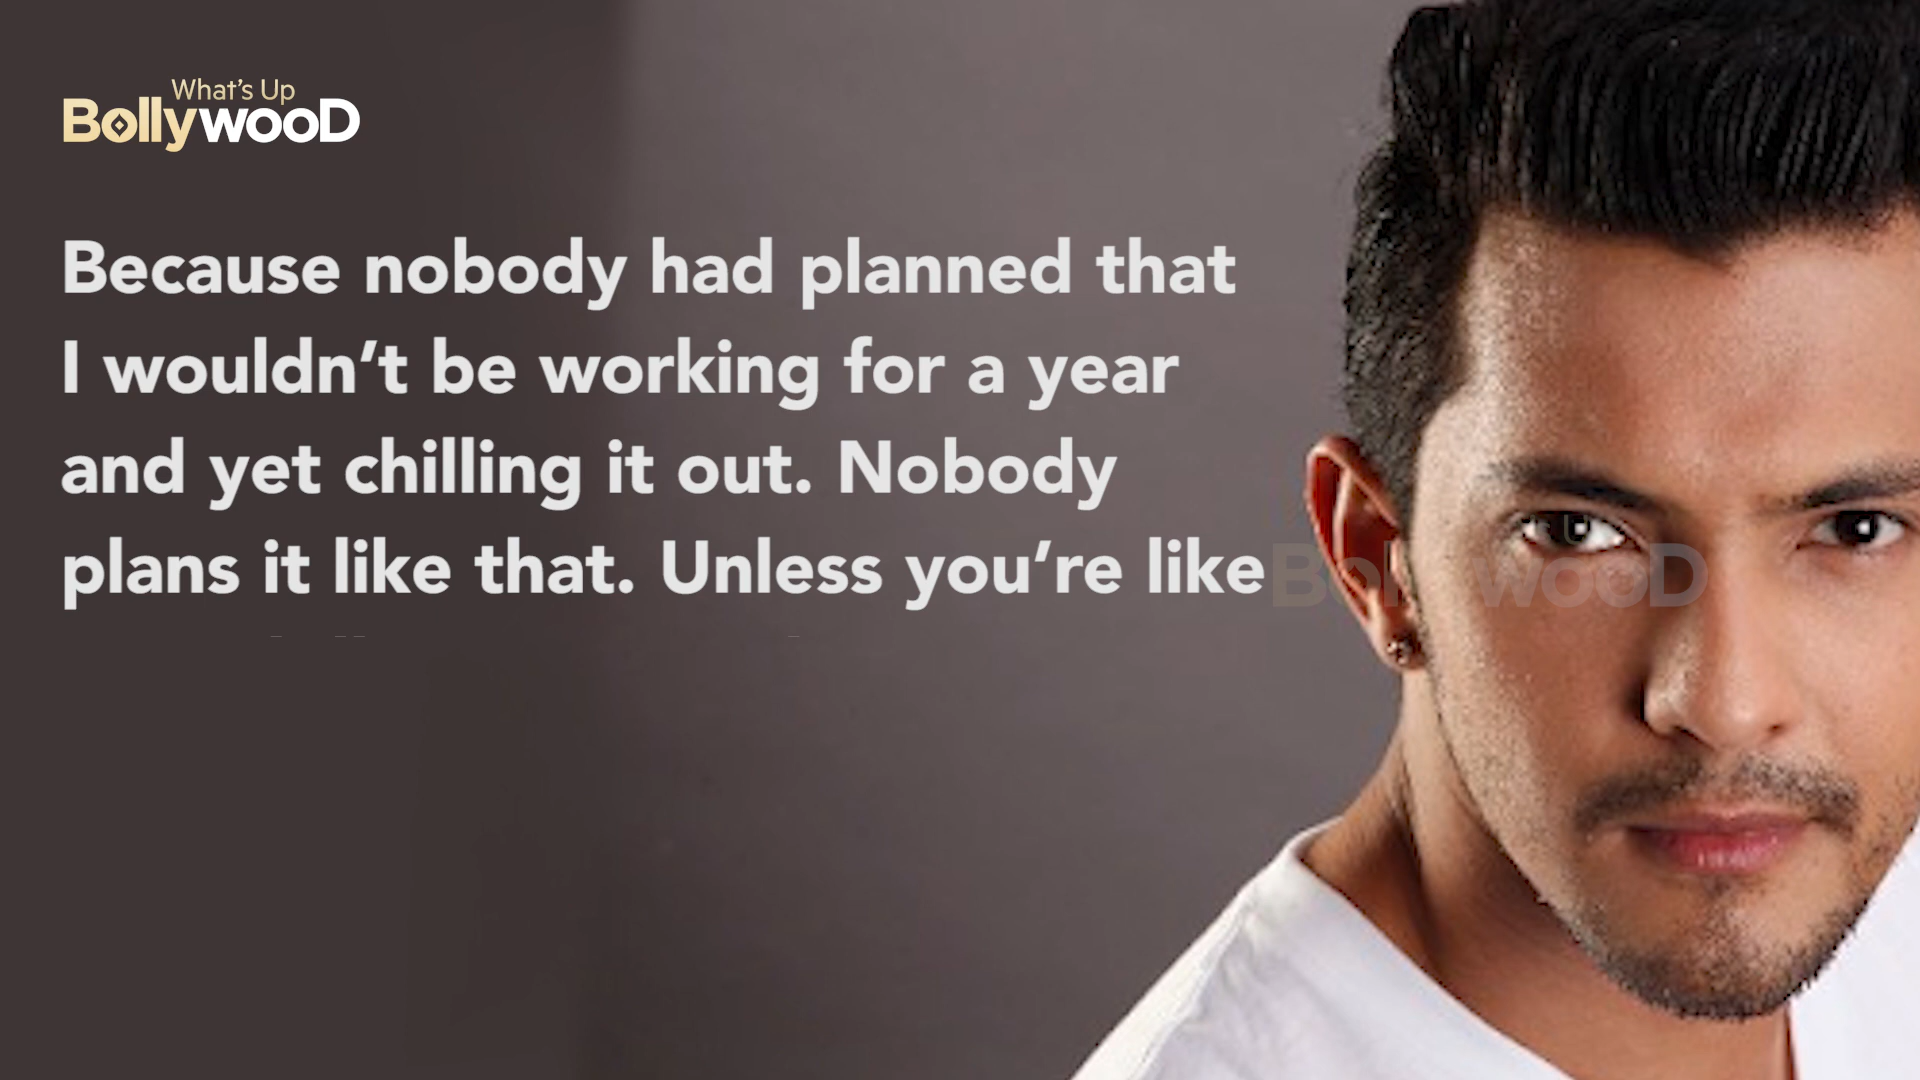 What's Up
BollywooD
Because nobody had planned that
I wouldn't be working for a year
and yet chilling it out. Nobody
plans it like that. Unless you're like
BollywooD